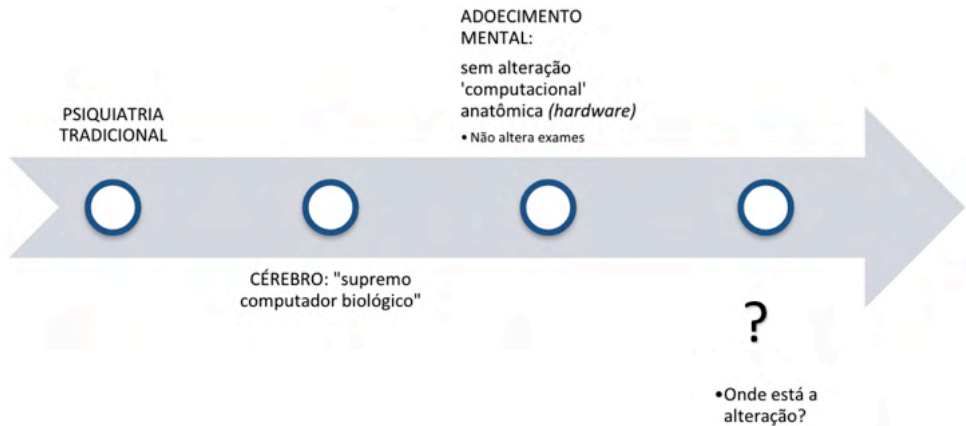 PSIQUIATRIA
TRADICIONAL
CÉREBRO: "supremo
computador biológico"
ADOECIMENTO
MENTAL:
sem alteração
'computacional'
anatômica (hardware)
• Não altera exames
?
•Onde está a
alteração?